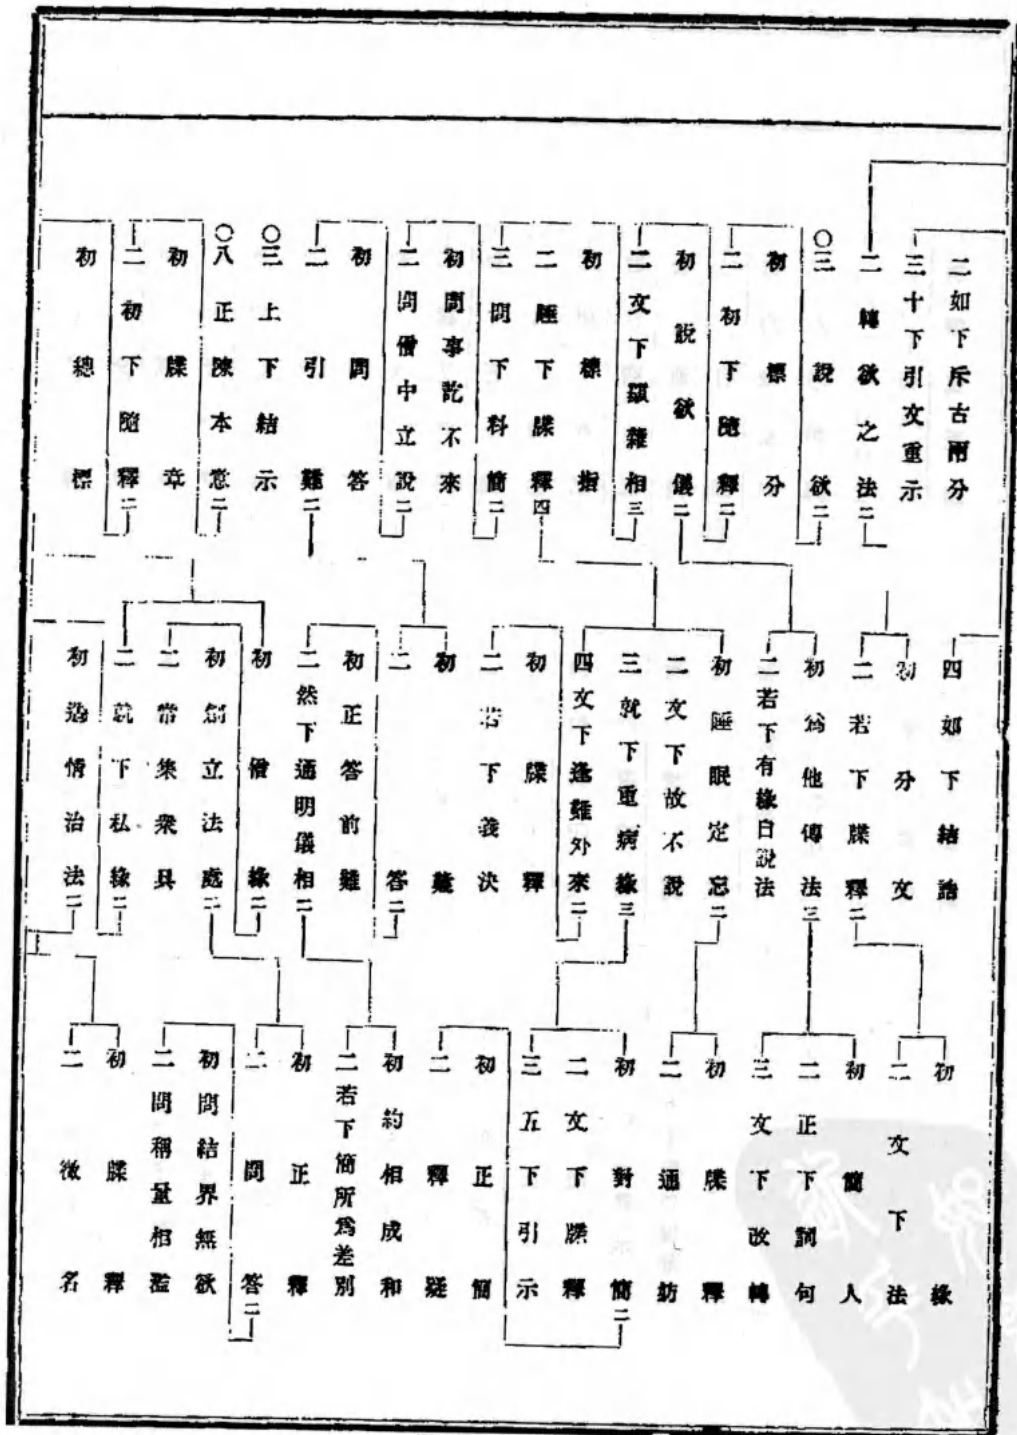 二如下斥古兩分
三十下引文重示
二轉欲之法二
○三說欲二
初標分
二初下隨釋二
初說欲儀二
二文下顯雜相三
初標指
二睡下牒釋四
三問下料簡二
初問事訖不來
二問僧中立說二
初問答
二引難二
○三上下結示
○八正陳本意二
初牒章
二初下隨釋二
初總標
四如下結誥
初分文
二若下牒釋二
初為他傳法三
二若下有緣自說法
初睡眠定忘二
二文下故不說
三就下重病緣三
四文下逢難外來二
初牒釋
二若下義決
初難
二答二
初正答前難
二然下通明儀相二
初僧緣二
初創立法處二
二常集眾具
二就下私緣二
初違情治法二
初緣
二文下法
初簡人
二正下詞句
三文下改轉
初牒釋
二通妨
初對簡二
二文下牒釋
三五下引示
初正簡
二釋疑
初約相成和
二若下簡所為差別
初正釋
二問答二
初問結界無欲
二問稱量相濫
初牒釋
二徵名